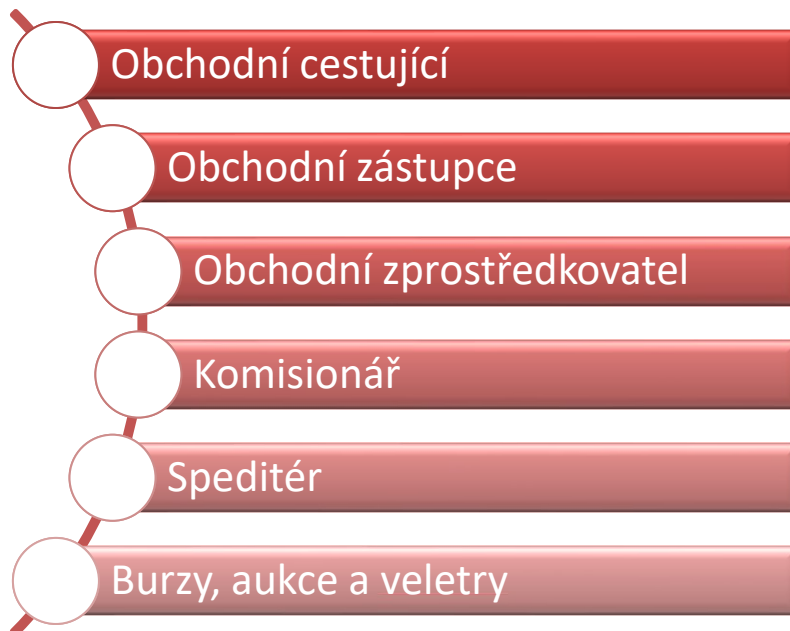 Obchodní cestující
Obchodní zástupce
Obchodní zprostředkovatel
Komisionář
Speditér
Burzy, aukce a veletry